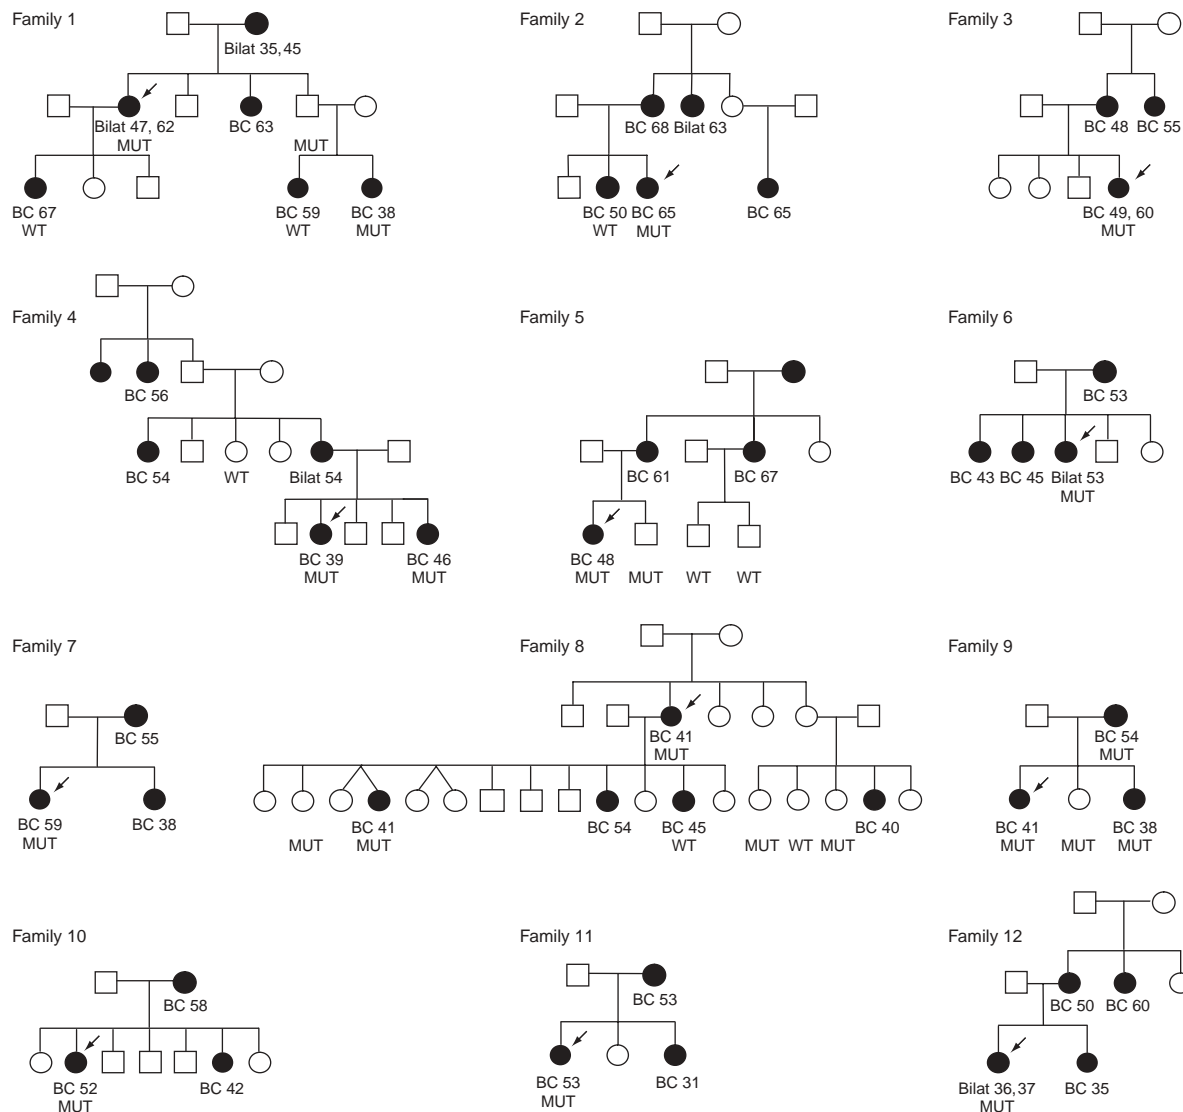 Family 1
Family 2
Family 3
Bilat 35, 45
Bilat 47, 62
BC 63
MUT
MUT
BC 67
WT
BC 59
WT
BC 38
MUT
BC 68
Bilat 63
BC 50
WT
BC 65
MUT
BC 65
BC 48
BC 55
BC 49, 60
MUT
Family 4
Family 5
Family 6
BC 56
BC 54
WT
Bilat 54
BC 39
MUT
BC 46
MUT
BC 61
BC 67
BC 48
MUT
MUT
WT
WT
BC 53
BC 43
BC 45
Bilat 53
MUT
Family 7
Family 8
Family 9
BC 55
BC 59
MUT
BC 38
BC 41
MUT
MUT
BC 41
MUT
BC 54
BC 45
WT
MUT
WT
MUT
BC 40
BC 54
MUT
BC 41
MUT
MUT
BC 38
MUT
Family 10
Family 11
Family 12
BC 58
BC 52
MUT
BC 42
BC 53
BC 53
MUT
BC 31
BC 50
BC 60
Bilat 36, 37
MUT
BC 35